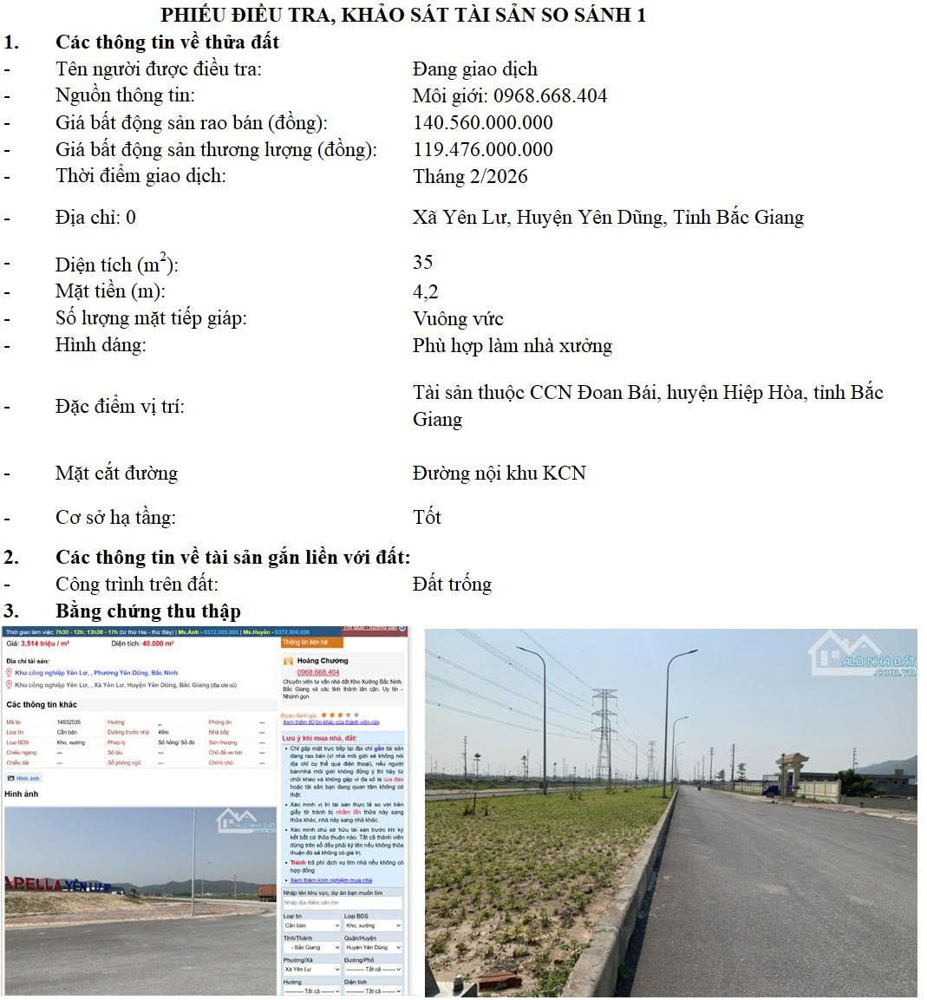 PHIẾU ĐIỀU TRA, KHẢO SÁT TÀI SẢN SO SÁNH 1
1. Các thông tin về thửa đất
- Tên người được điều tra: Đang giao dịch
- Nguồn thông tin: Môi giới: 0968.668.404
- Giá bất động sản rao bán (đồng): 140.560.000.000
- Giá bất động sản thương lượng (đồng): 119.476.000.000
- Thời điểm giao dịch: Tháng 2/2026
- Địa chỉ: 0 Xã Yên Lư, Huyện Yên Dũng, Tỉnh Bắc Giang
- Diện tích (m2): 35
- Mặt tiền (m): 4,2
- Số lượng mặt tiếp giáp: Vuông vức
- Hình dáng: Phù hợp làm nhà xưởng
- Đặc điểm vị trí: Tài sản thuộc CCN Đoan Bái, huyện Hiệp Hòa, tỉnh Bắc
Giang
- Mặt cắt đường Đường nội khu KCN
- Cơ sở hạ tầng: Tốt
2. Các thông tin về tài sản gắn liền với đất:
- Công trình trên đất: Đất trống
3. Bằng chứng thu thập
Thời gian làm việc: 7h30 - 12h; 13h30 - 17h (từ thứ Hai - thứ Bảy) | Ms.Ánh - 0372.005.005 | Ms.Huyền - 0372.006.006
Giá: 3,514 triệu / m² Diện tích: 40.000 m²
Địa chỉ tài sản:
Khu công nghiệp Yên Lư, , Phường Yên Dũng, Bắc Ninh
Khu công nghiệp Yên Lư, , Xã Yên Lư, Huyện Yên Dũng, Bắc Giang (địa chỉ cũ)
Các thông tin khác
Mã tin 14932535 Hướng _ Phòng ăn ---
Loại tin Cần bán Đường trước nhà 46m Nhà bếp ---
Loại BDS Kho, xưởng Pháp lý Sổ hồng/ Sổ đỏ Sân thượng ---
Chiều ngang --- Số lầu --- Chỗ để xe hơi ---
Chiều dài --- Số phòng ngủ --- Chính chủ ---
Hình ảnh
Hình ảnh
APELLA YÊN LƯ IP
ALO NHÀ ĐẤT
Thông tin liên hệ
Hoàng Chướng
0968.668.404
Chuyên viên tư vấn nhà đất Kho Xưởng Bắc Ninh,
Bắc Giang và các tỉnh thành lân cận. Uy tín -
Nhanh gọn
Được đánh giá:
Xem thêm 80 tin khác của thành viên này
Lưu ý khi mua nhà, đất:
• Chỉ gặp mặt trực tiếp tại địa chỉ gần tài sản
đang rao bán (vì nhà môi giới sẽ không nói
địa chỉ cụ thể qua điện thoại), nếu người
bán/nhà môi giới không đồng ý thì hãy từ
chối khéo và không gặp vì đa số là lừa đảo
hoặc tài sản bạn đang quan tâm không có
thật.
• Xác minh vị trí tài sản thực tế so với trên
giấy tờ tránh bị nhầm lẫn thửa này sang
thửa khác, nhà này sang nhà khác.
• Xác minh chủ sở hữu tài sản trước khi ký
kết bất cứ thỏa thuận nào. Tất cả thành viên
đứng trên sổ đều phải ký tên nếu không thỏa
thuận đó sẽ không có giá trị.
• Tránh trả phí dịch vụ tìm nhà nếu không có
hợp đồng
• Xem thêm kinh nghiệm mua nhà
Nhập tên khu vực, dự án bạn muốn tìm
Nhập địa điểm cần tìm
Loại tin Loại BDS
Cần bán Kho, xưởng
Tỉnh/Thành Quận/Huyện
- Bắc Giang Huyện Yên Dũng
Phường/Xã Đường/Phố
Xã Yên Lư ---------- Tất cả ----------
Hướng Diện tích
---------- Tất cả ---------- ---------- Tất cả ----------
ALO NHÀ ĐẤT
.com.vn